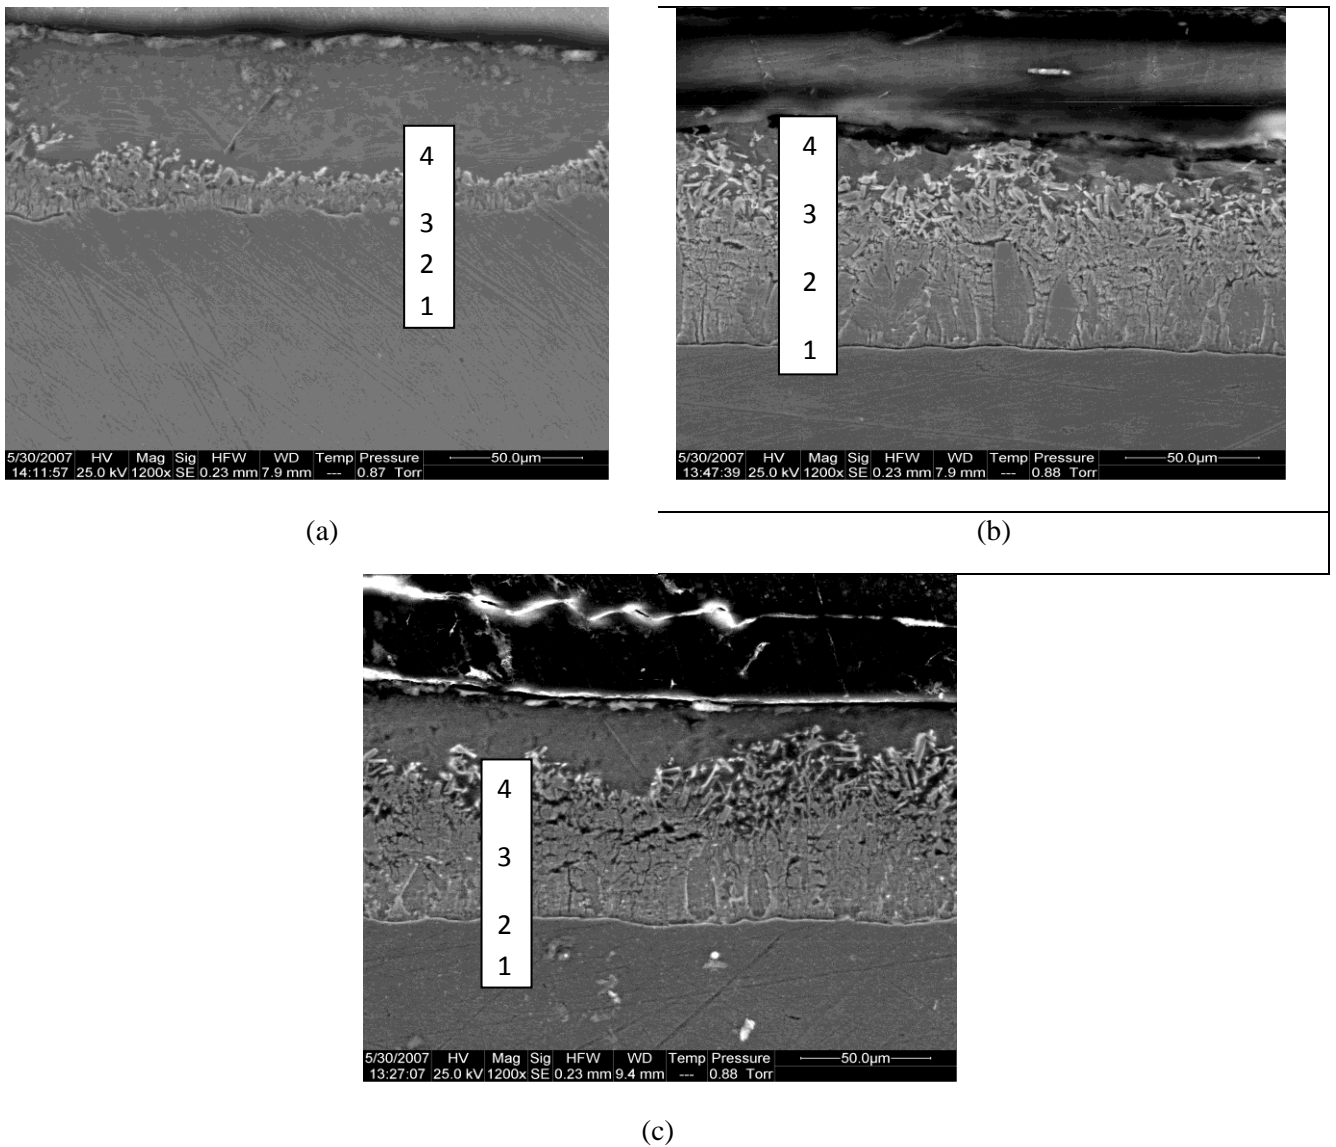 4
3
2
1
5/30/2007 HV Mag Sig HFW WD Temp Pressure 50.0µm
14:11:57 25.0 kV 1200x SE 0.23 mm 7.9 mm --- 0.87 Torr
(a)
4
3
2
1
5/30/2007 HV Mag Sig HFW WD Temp Pressure 50.0µm
13:47:39 25.0 kV 1200x SE 0.23 mm 7.9 mm --- 0.88 Torr
(b)
4
3
2
1
5/30/2007 HV Mag Sig HFW WD Temp Pressure 50.0µm
13:27:07 25.0 kV 1200x SE 0.23 mm 9.4 mm --- 0.88 Torr
(c)